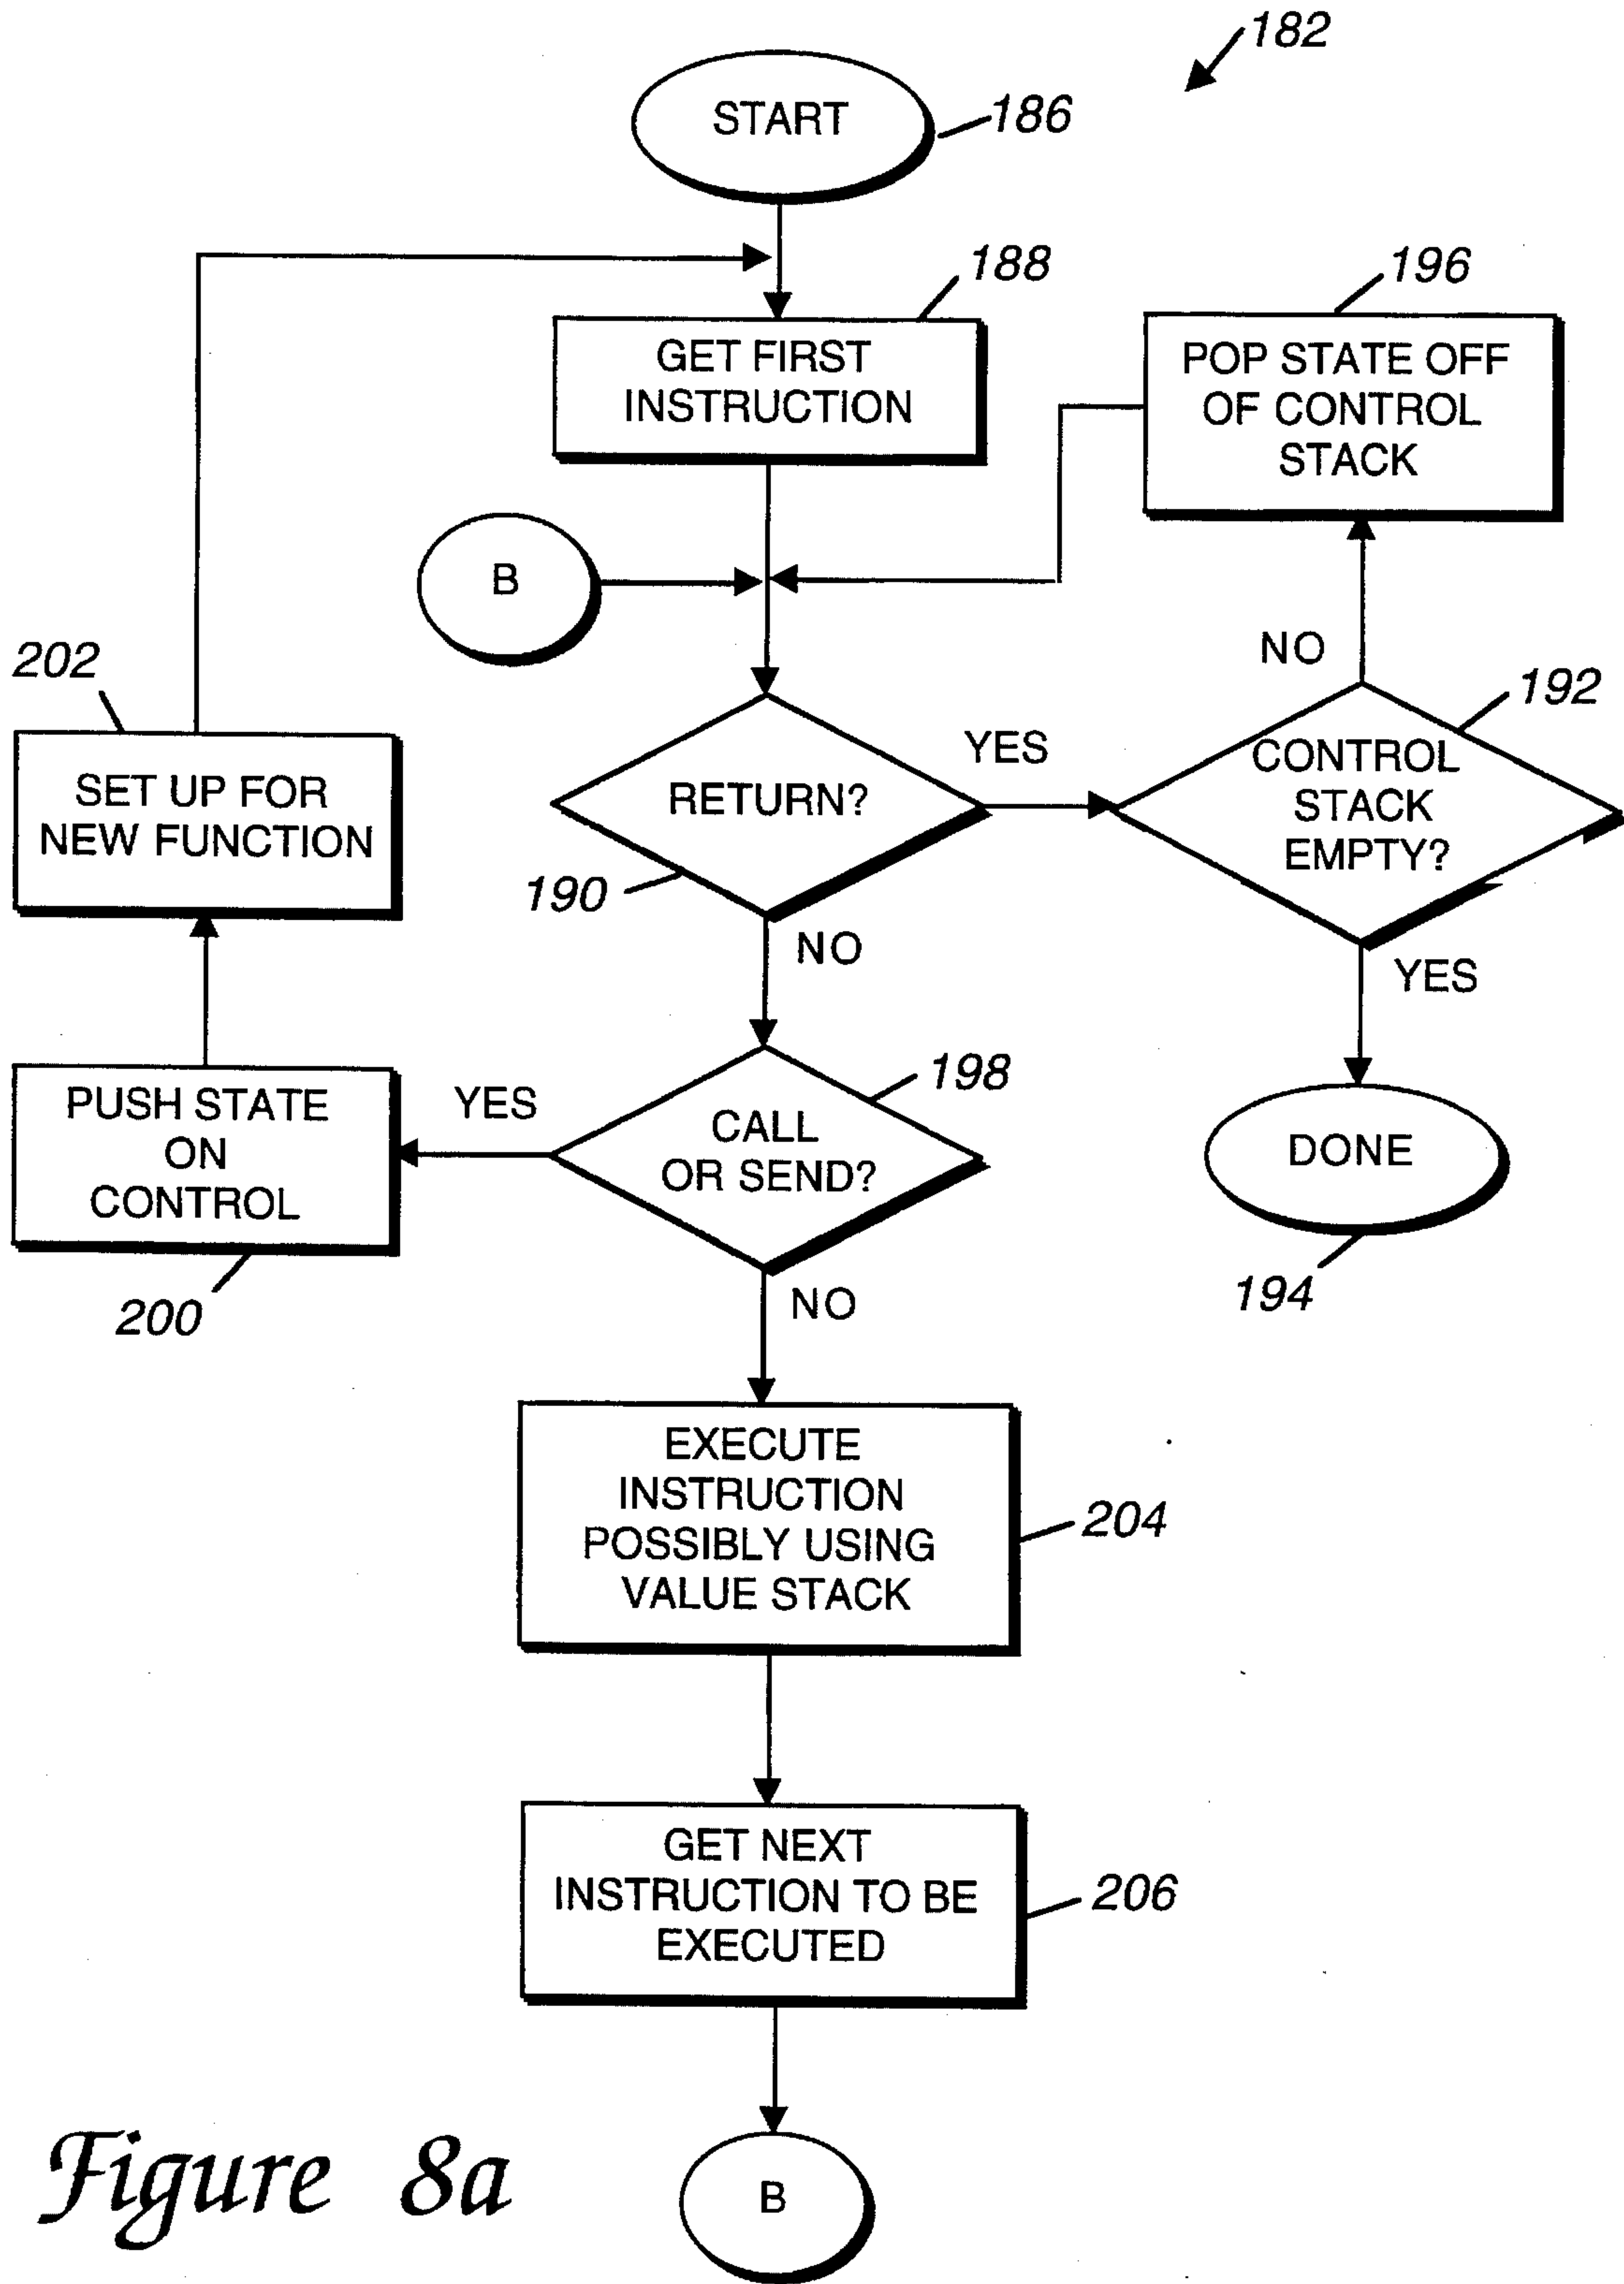 182
START
186
188
GET FIRST
INSTRUCTION
196
POP STATE OFF
OF CONTROL
STACK
B
NO
202
SET UP FOR
NEW FUNCTION
192
CONTROL
STACK
EMPTY?
YES
RETURN?
190
NO
YES
198
CALL
OR SEND?
YES
PUSH STATE
ON
CONTROL
200
DONE
194
NO
EXECUTE
INSTRUCTION
POSSIBLY USING
VALUE STACK
204
GET NEXT
INSTRUCTION TO BE
EXECUTED
206
B
Figure 8a